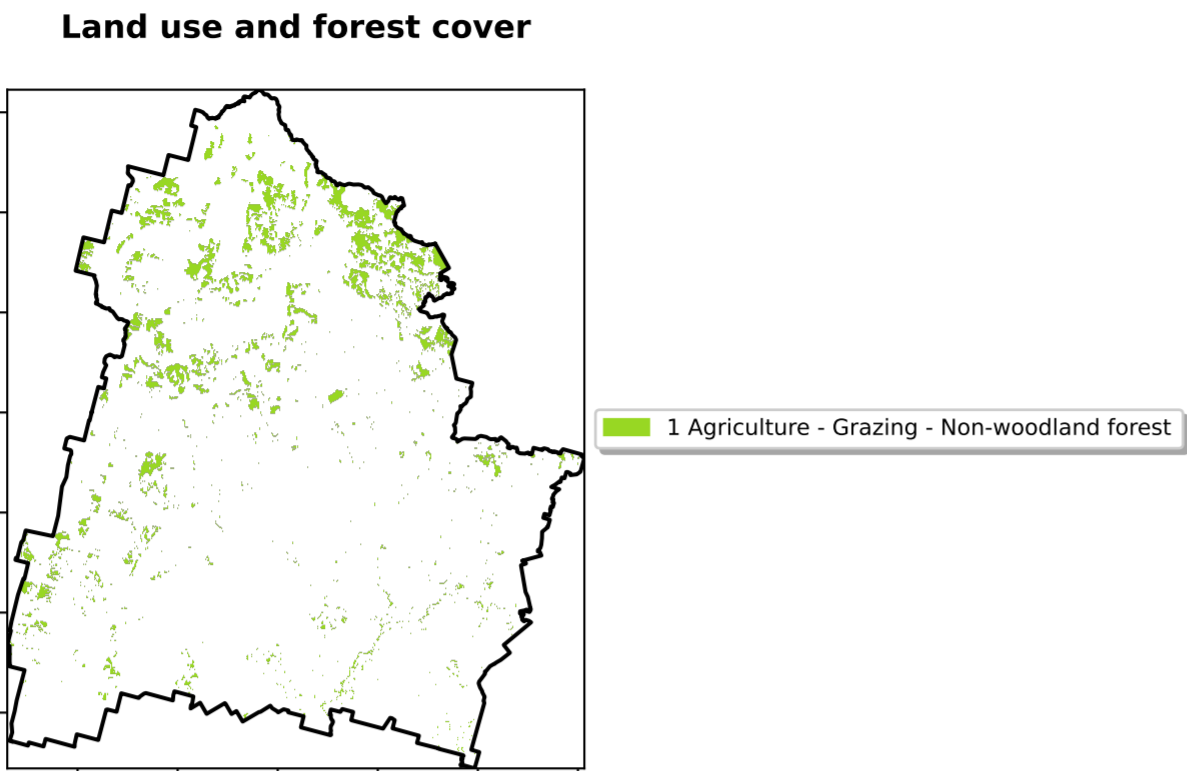 Land use and forest cover
1 Agriculture - Grazing - Non-woodland forest